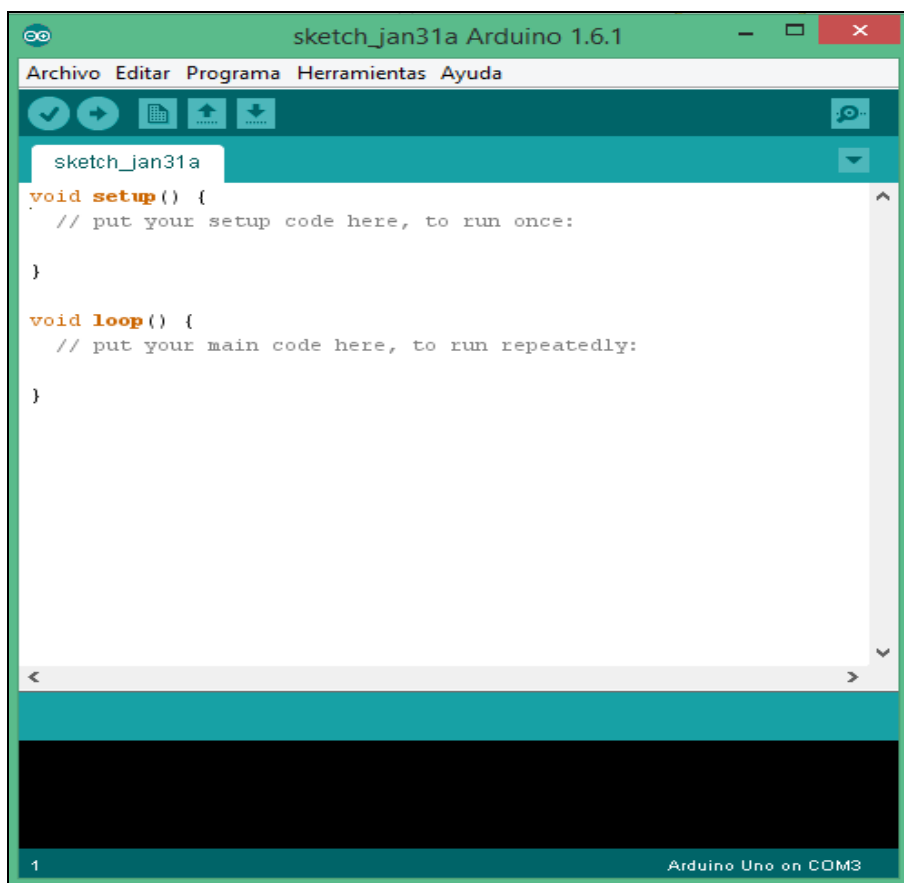 sketch_jan31a Arduino 1.6.1
Archivo Editar Programa Herramientas Ayuda
sketch_jan31a
void setup() {
// put your setup code here, to run once:
}
void loop() {
// put your main code here, to run repeatedly:
}
1
Arduino Uno on COM3